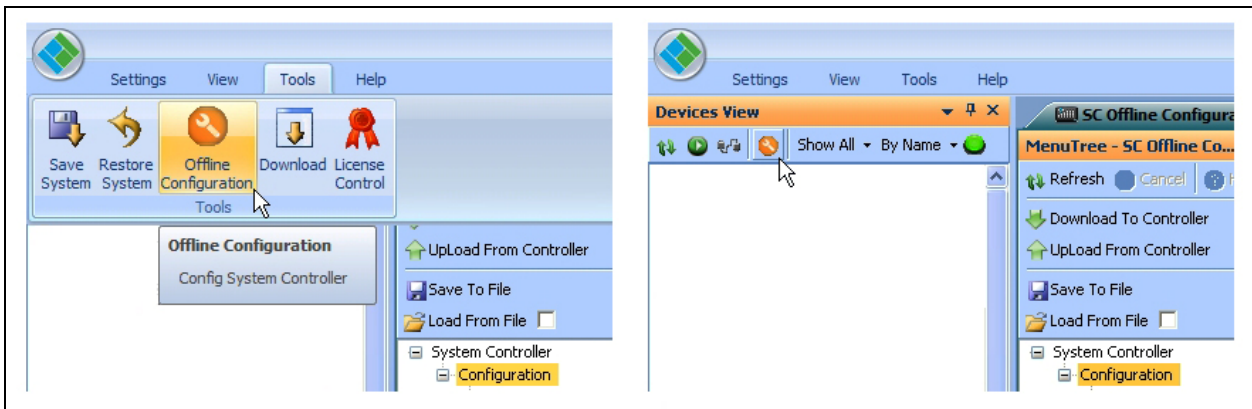 Settings View Tools Help
Save System
Restore System
Offline Configuration
Download
License Control
Tools
Offline Configuration
Config System Controller
UpLoad From Controller
Save To File
Load From File
System Controller
Configuration
Settings View Tools Help
Devices View
Show All By Name
SC Offline Configura
MenuTree - SC Offline Co...
Refresh Cancel
Download To Controller
UpLoad From Controller
Save To File
Load From File
System Controller
Configuration